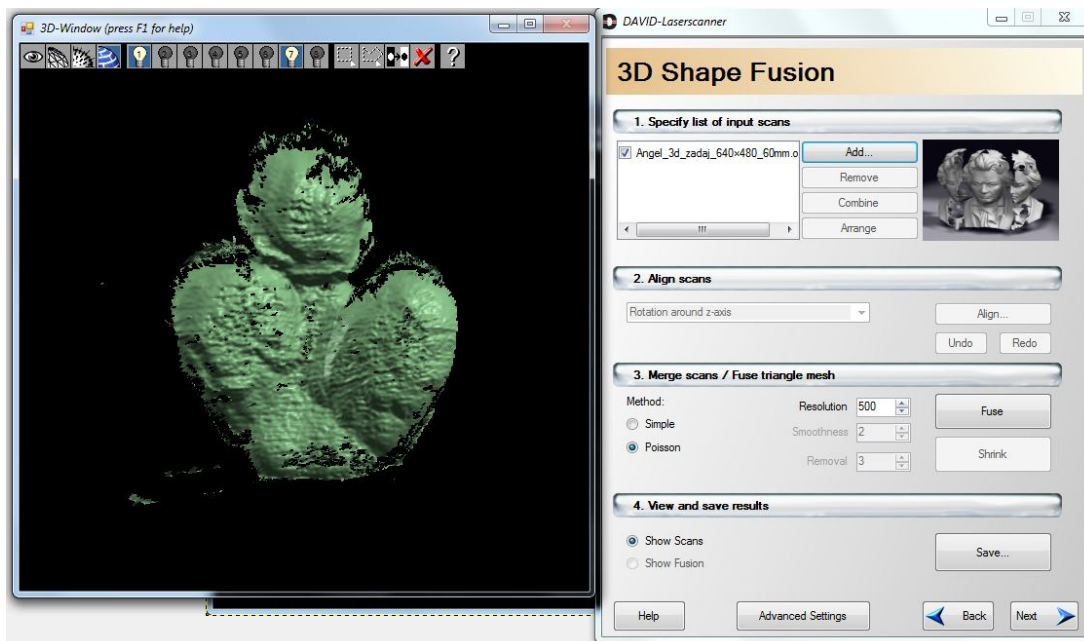 3D-Window (press F1 for help)
DAVID-Laserscanner
3D Shape Fusion
1. Specify list of input scans
Angel_3d_zadaj_640×480_60mm.o
Add...
Remove
Combine
Arrange
2. Align scans
Rotation around z-axis
Align...
Undo
Redo
3. Merge scans / Fuse triangle mesh
Method:
Simple
Poisson
Resolution 500
Smoothness 2
Removal 3
Fuse
Shrink
4. View and save results
Show Scans
Show Fusion
Save...
Help
Advanced Settings
Back
Next